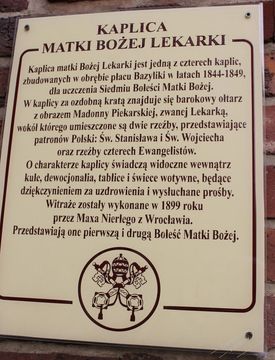 KAPLICA
MATKI BOŻEJ LEKARKI
Kaplica matki Bożej Lekarki jest jedną z czterech kaplic,
zbudowanych w obrębie placu Bazyliki w latach 1844-1849,
dla uczczenia Siedmiu Boleści Matki Bożej.
W kaplicy za ozdobną kratą znajduje się barokowy ołtarz
z obrazem Madonny Piekarskiej, zwanej Lekarką,
wokół którego umieszczone są dwie rzeźby, przedstawiające
patronów Polski: Św. Stanisława i Św. Wojciecha
oraz rzeźby czterech Ewangelistów.
O charakterze kaplicy świadczą widoczne wewnątrz
kule, dewocjonalia, tablice i świece wotywne, będące
dziękczynieniem za uzdrowienia i wysłuchane prośby.
Witraże zostały wykonane w 1899 roku
przez Maxa Nierłego z Wrocławia.
Przedstawiają one pierwszą i drugą Boleść Matki Bożej.